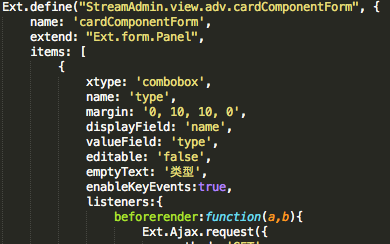 Ext.define("StreamAdmin.view.adv.cardComponentForm", {
name: 'cardComponentForm',
extend: "Ext.form.Panel",
items: [
{
xtype: 'combobox',
name: 'type',
margin: '0, 10, 10, 0',
displayField: 'name',
valueField: 'type',
editable: 'false',
emptyText: '类型',
enableKeyEvents:true,
listeners:{
beforerender:function(a,b){
Ext.Ajax.request({